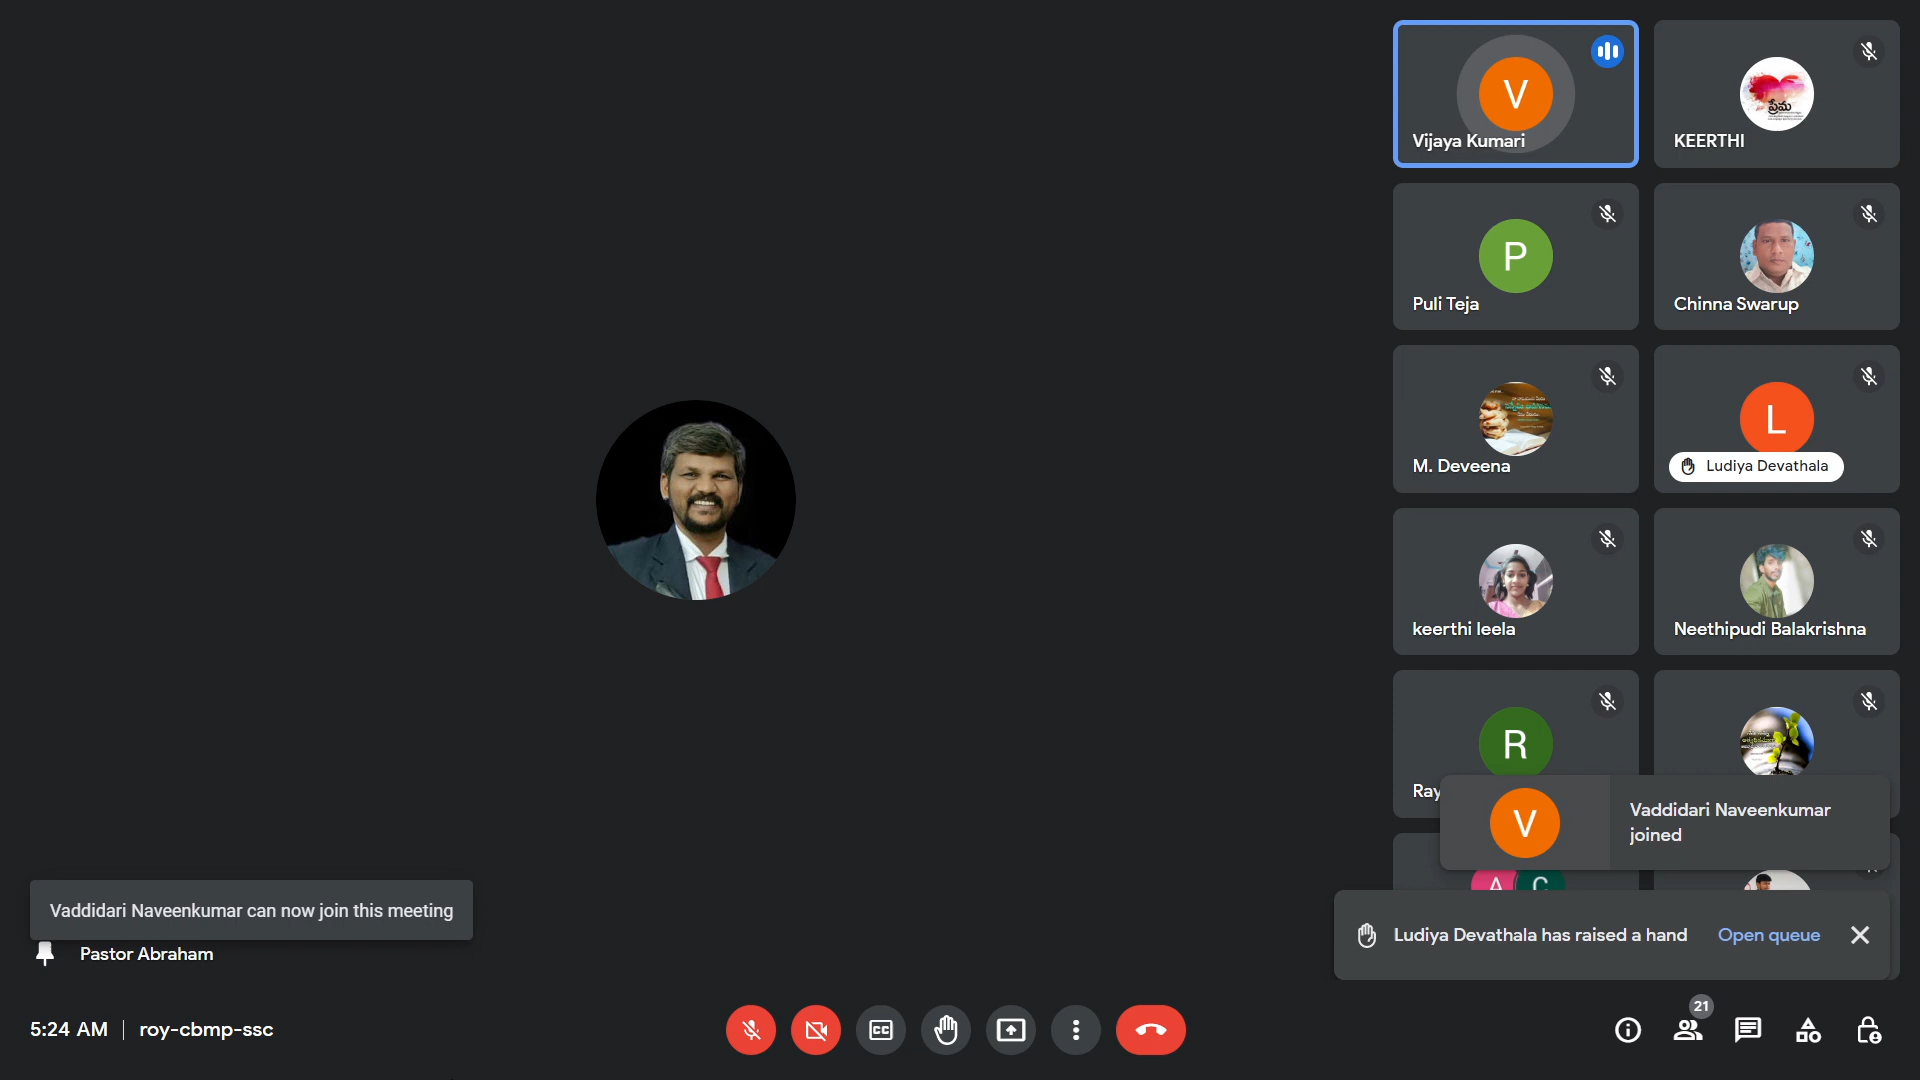 V
Vijaya Kumari
ప్రేమ
KEERTHI
P
Puli Teja
Chinna Swarup
M. Deveena
L
Ludiya Devathala
keerthi leela
Neethipudi Balakrishna
R
Ray
V
Vaddidari Naveenkumar
joined
A C
Vaddidari Naveenkumar can now join this meeting
Ludiya Devathala has raised a hand Open queue
Pastor Abraham
5:24 AM roy-cbmp-ssc
CC
21